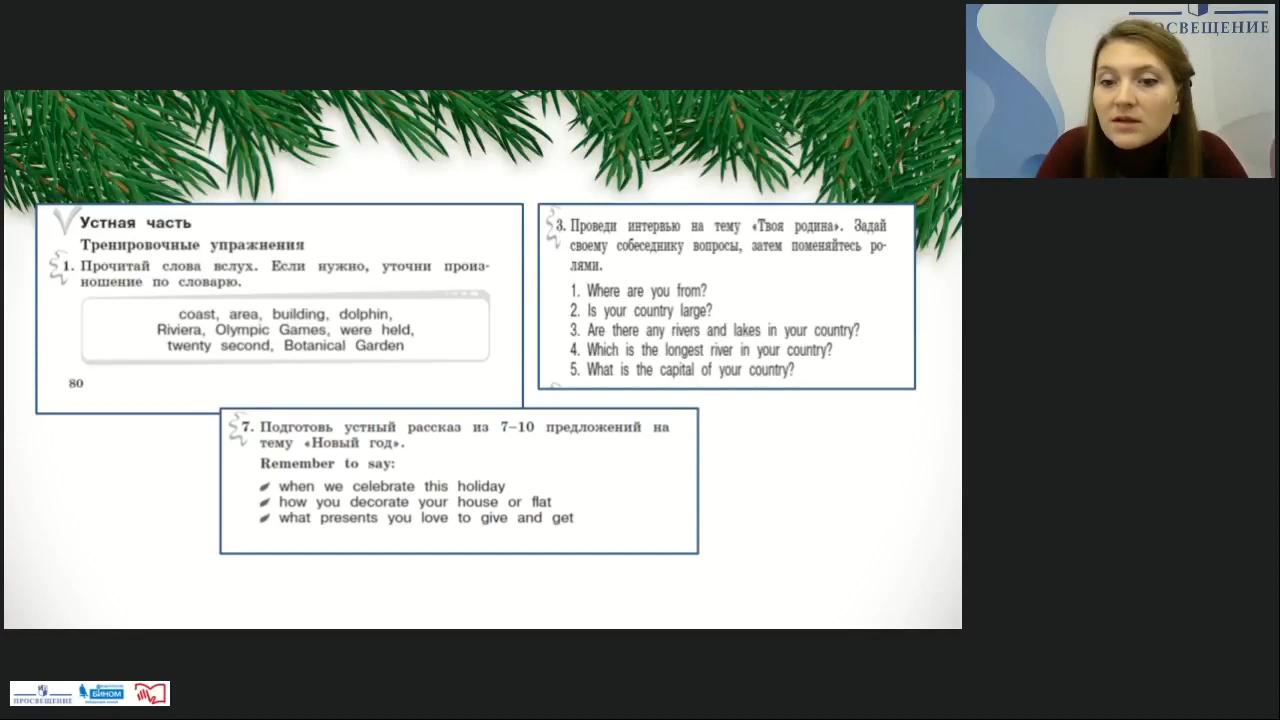 ПРОСВЕЩЕНИЕ
Устная часть
Тренировочные упражнения
1. Прочитай слова вслух. Если нужно, уточни произ-
ношение по словарю.
coast, area, building, dolphin,
Riviera, Olympic Games, were held,
twenty second, Botanical Garden
80
3. Проведи интервью на тему «Твоя родина». Задай
своему собеседнику вопросы, затем поменяйтесь ро-
лями.
1. Where are you from?
2. Is your country large?
3. Are there any rivers and lakes in your country?
4. Which is the longest river in your country?
5. What is the capital of your country?
7. Подготовь устный рассказ из 7–10 предложений на
тему «Новый год».
Remember to say:
when we celebrate this holiday
how you decorate your house or flat
what presents you love to give and get
ПРОСВЕЩЕНИЕ
БИНОМ